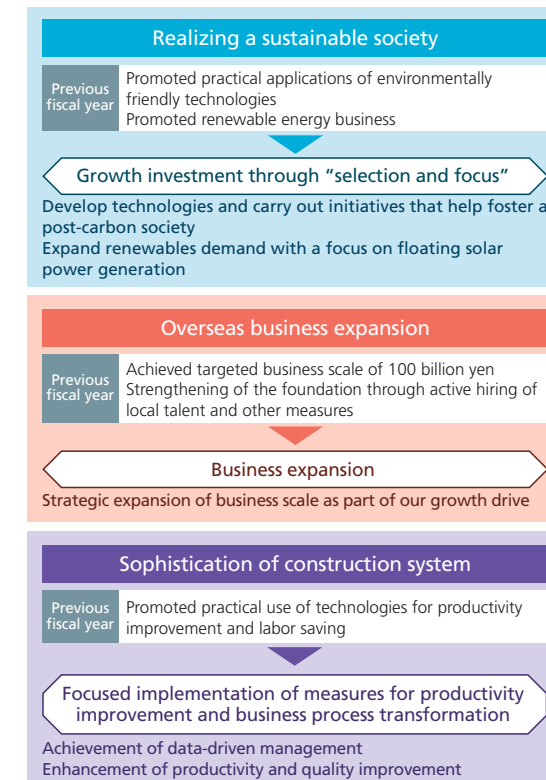 Realizing a sustainable society
Previous
fiscal year
Promoted practical applications of environmentally
friendly technologies
Promoted renewable energy business
Growth investment through “selection and focus”
Develop technologies and carry out initiatives that help foster a
post-carbon society
Expand renewables demand with a focus on floating solar
power generation
Overseas business expansion
Previous
fiscal year
Achieved targeted business scale of 100 billion yen
Strengthening of the foundation through active hiring of
local talent and other measures
Business expansion
Strategic expansion of business scale as part of our growth drive
Sophistication of construction system
Previous
fiscal year
Promoted practical use of technologies for productivity
improvement and labor saving
Focused implementation of measures for productivity
improvement and business process transformation
Achievement of data-driven management
Enhancement of productivity and quality improvement